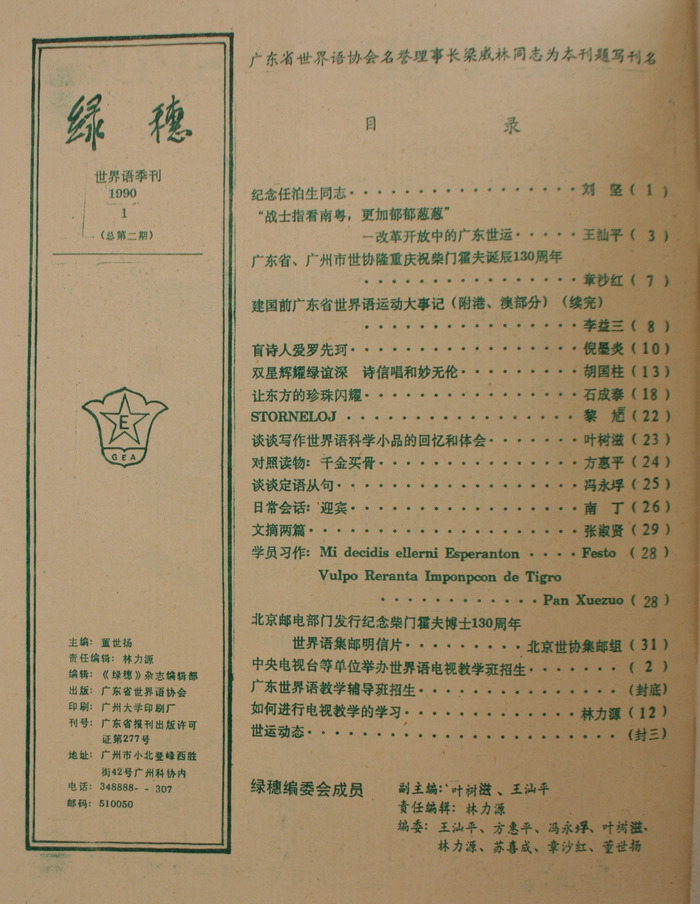 广东省世界语协会名誉理事长梁威林同志为本刊题写刊名
绿穗
世界语季刊
1990
1
（总第二期）
E
GEA
主编：董世扬
责任编辑：林力源
编辑：《绿穗》杂志编辑部
出版：广东省世界语协会
印刷：广州大学印刷厂
刊号：广东省报刊出版许可
证第277号
地址：广州市小北登峰西胜
街42号广州科协内
电话：348888--307
邮码：510050
目 录
纪念任泊生同志·········刘 坚（1）
“战士指看南粤，更加郁郁葱葱”
—改革开放中的广东世运·····王汕平（3）
广东省、广州市世协隆重庆祝柴门霍夫诞辰130周年
·········章沙红（7）
建国前广东省世界语运动大事记（附港、澳部分）（续完）
·········李益三（8）
盲诗人爱罗先珂·········倪墨炎（10）
双星辉耀绿谊深 诗信唱和妙无伦·····胡国柱（13）
让东方的珍珠闪耀·········石成泰（18）
STORNELOJ·········黎 （22）
谈谈写作世界语科学小品的回忆和体会·····叶树滋（23）
对照读物：千金买骨·········方惠平（24）
谈谈定语从句·········冯永垺（25）
日常会话：迎宾·········南 丁（26）
文摘两篇·········张淑贤（29）
学员习作：Mi decidis ellerni Esperanton····Festo（28）
Vulpo Reranta Imponpcon de Tigro
·········Pan Xuezuo（28）
北京邮电部门发行纪念柴门霍夫博士130周年
世界语集邮明信片·········北京世协集邮组（31）
中央电视台等单位举办世界语电视教学班招生·······（2）
广东世界语教学辅导班招生·········（封底）
如何进行电视教学的学习·········林力源（12）
世运动态·········（封三）
绿穗编委会成员
副主编：叶树滋、王汕平
责任编辑：林力源
编委：王汕平、方惠平、冯永垺、叶树滋、
林力源、苏喜成、章沙红、董世扬